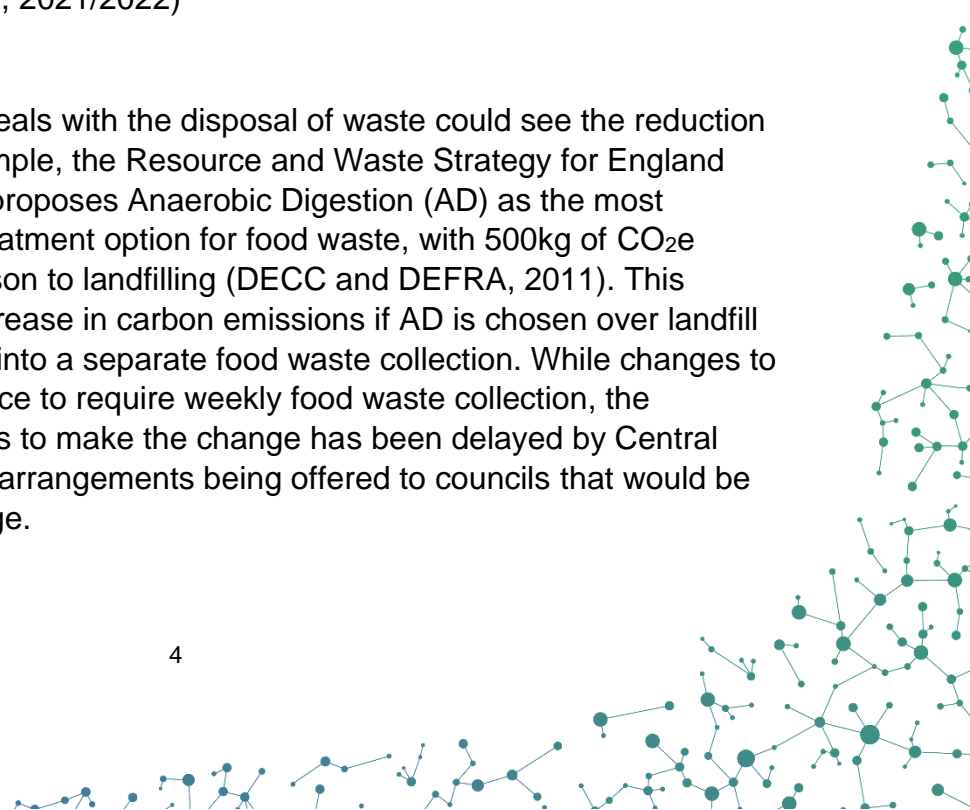 , 2021/2022)
eals with the disposal of waste could see the reduction
mple, the Resource and Waste Strategy for England
proposes Anaerobic Digestion (AD) as the most
eatment option for food waste, with 500kg of CO₂e
son to landfilling (DECC and DEFRA, 2011). This
rease in carbon emissions if AD is chosen over landfill
into a separate food waste collection. While changes to
ce to require weekly food waste collection, the
s to make the change has been delayed by Central
arrangements being offered to councils that would be
ge.
4